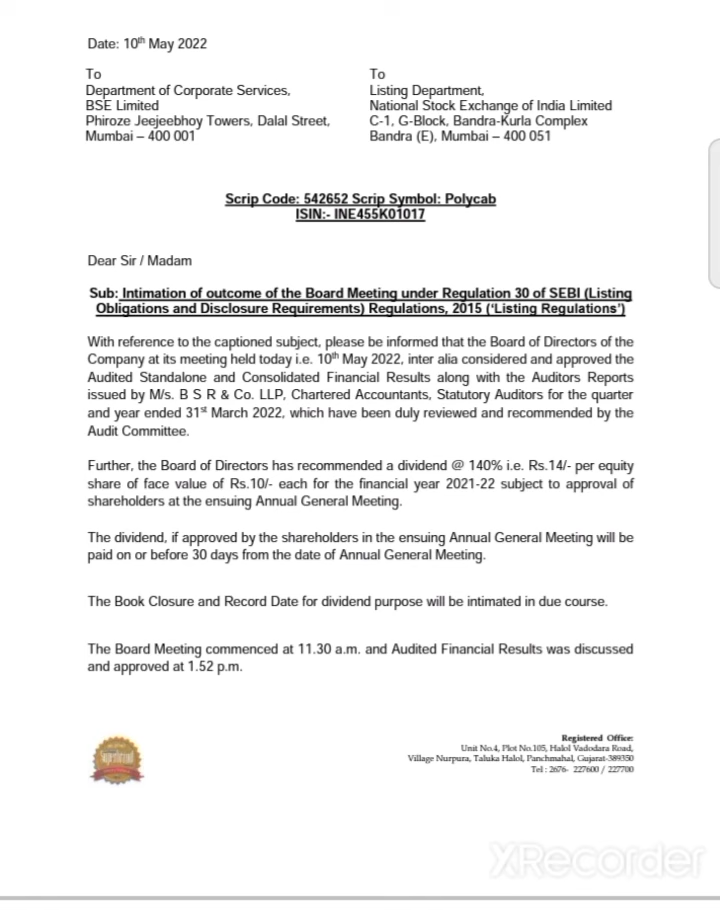 Date: 10th May 2022
To
Department of Corporate Services,
BSE Limited
Phiroze Jeejeebhoy Towers, Dalal Street,
Mumbai – 400 001
To
Listing Department,
National Stock Exchange of India Limited
C-1, G-Block, Bandra-Kurla Complex
Bandra (E), Mumbai – 400 051
Scrip Code: 542652 Scrip Symbol: Polycab
ISIN:- INE455K01017
Dear Sir / Madam
Sub: Intimation of outcome of the Board Meeting under Regulation 30 of SEBI (Listing
Obligations and Disclosure Requirements) Regulations, 2015 (‘Listing Regulations’)
With reference to the captioned subject, please be informed that the Board of Directors of the
Company at its meeting held today i.e. 10th May 2022, inter alia considered and approved the
Audited Standalone and Consolidated Financial Results along with the Auditors Reports
issued by M/s. B S R & Co. LLP, Chartered Accountants, Statutory Auditors for the quarter
and year ended 31st March 2022, which have been duly reviewed and recommended by the
Audit Committee.
Further, the Board of Directors has recommended a dividend @ 140% i.e. Rs.14/- per equity
share of face value of Rs.10/- each for the financial year 2021-22 subject to approval of
shareholders at the ensuing Annual General Meeting.
The dividend, if approved by the shareholders in the ensuing Annual General Meeting will be
paid on or before 30 days from the date of Annual General Meeting.
The Book Closure and Record Date for dividend purpose will be intimated in due course.
The Board Meeting commenced at 11.30 a.m. and Audited Financial Results was discussed
and approved at 1.52 p.m.
Registered Office:
Unit No.4, Plot No.105, Halol Vadodara Road,
Village Nurpura, Taluka Halol, Panchmahal, Gujarat-389350
Tel : 2676- 227600 / 227700
XRecorder